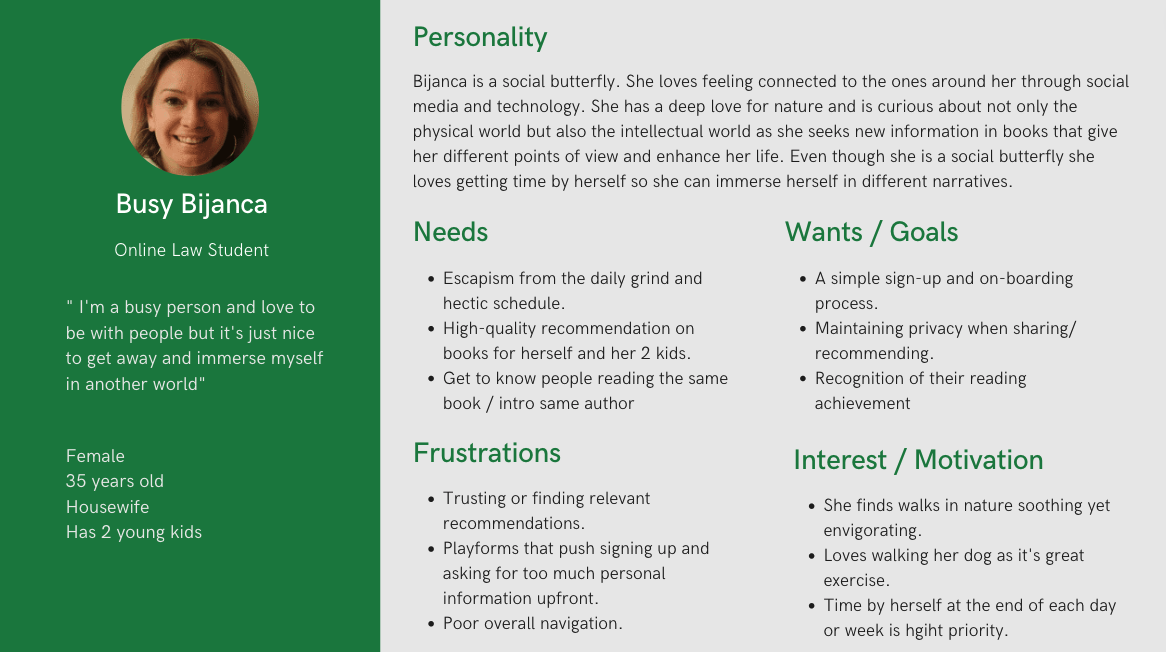 Busy Bijanca
Online Law Student
" I'm a busy person and love to
be with people but it's just nice
to get away and immerse myself
in another world"
Female
35 years old
Housewife
Has 2 young kids
Personality
Bijanca is a social butterfly. She loves feeling connected to the ones around her through social
media and technology. She has a deep love for nature and is curious about not only the
physical world but also the intellectual world as she seeks new information in books that give
her different points of view and enhance her life. Even though she is a social butterfly she
loves getting time by herself so she can immerse herself in different narratives.
Needs
• Escapism from the daily grind and
hectic schedule.
• High-quality recommendation on
books for herself and her 2 kids.
• Get to know people reading the same
book / intro same author
Wants / Goals
• A simple sign-up and on-boarding
process.
• Maintaining privacy when sharing/
recommending.
• Recognition of their reading
achievement
Frustrations
• Trusting or finding relevant
recommendations.
• Playforms that push signing up and
asking for too much personal
information upfront.
• Poor overall navigation.
Interest / Motivation
• She finds walks in nature soothing yet
envigorating.
• Loves walking her dog as it's great
exercise.
• Time by herself at the end of each day
or week is hgiht priority.